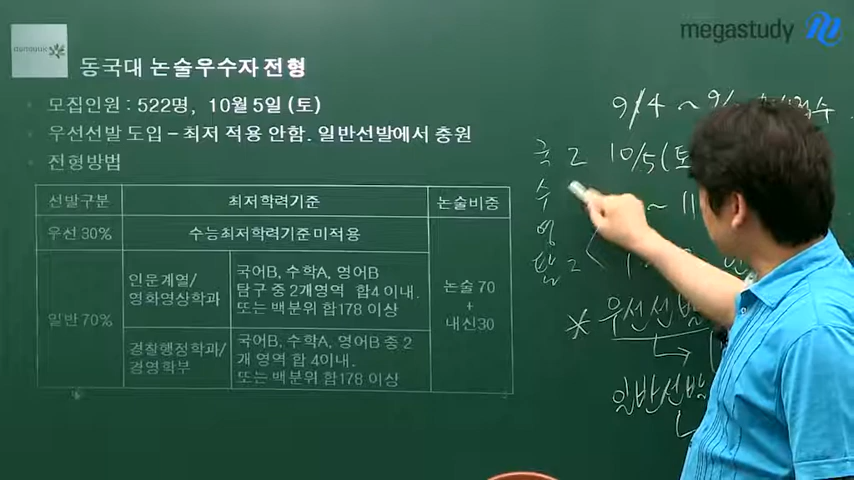 megastudy
DONGGUK
동국대 논술우수자 전형
모집인원 : 522명, 10월 5일 (토)
우선선발 도입 – 최저 적용 안함. 일반선발에서 충원
전형방법
선발구분 최저학력기준 논술비중
우선 30% 수능최저학력기준 미적용
일반 70%
인문계열/
영화영상학과
국어B, 수학A, 영어B
탐구 중 2개영역 합4 이내.
또는 백분위 합178 이상
경찰행정학과/
경영학부
국어B, 수학A, 영어B 중 2
개 영역 합 4이내.
또는 백분위 합178 이상
논술 70
+
내신30
9/4 ~ 9/
국 2 10/5 (토
수 ~ 11
영
탐 2
* 우선선발
일반선발